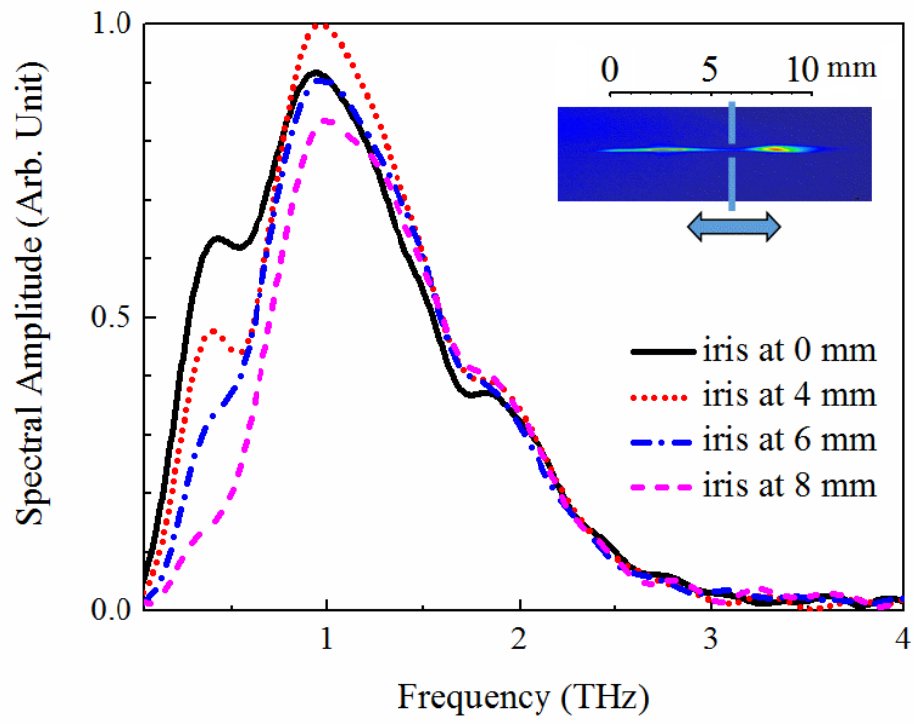 1.0
0 5 10 mm
Spectral Amplitude (Arb. Unit)
0.5
iris at 0 mm
iris at 4 mm
iris at 6 mm
iris at 8 mm
0.0
1 2 3 4
Frequency (THz)